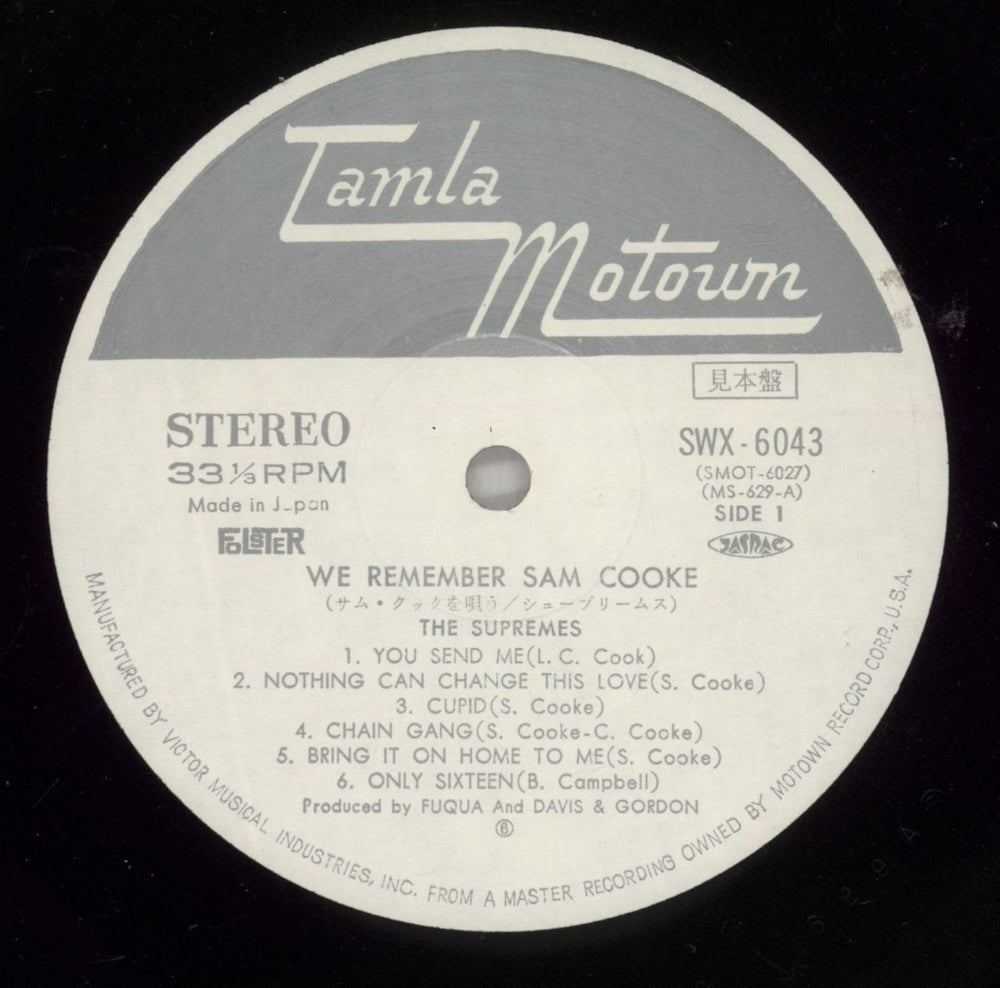 Tamla
Motown
見本盤
STEREO
33⅓RPM
Made in J_pan
SWX-6043
(SMOT-6027)
(MS-629-A)
SIDE 1
JASRAC
WE REMEMBER SAM COOKE
(サム・クックを唄う/シュープリームス)
THE SUPREMES
1. YOU SEND ME(L. C. Cook)
2. NOTHING CAN CHANGE THIS LOVE(S. Cooke)
3. CUPID(S. Cooke)
4. CHAIN GANG(S. Cooke-C. Cooke)
5. BRING IT ON HOME TO ME(S. Cooke)
6. ONLY SIXTEEN(B. Campbell)
Produced by FUQUA And DAVIS & GORDON
MANUFACTURED BY VICTOR MUSICAL INDUSTRIES, INC. FROM A MASTER RECORDING OWNED BY MOTOWN RECORD CORP., U.S.A.